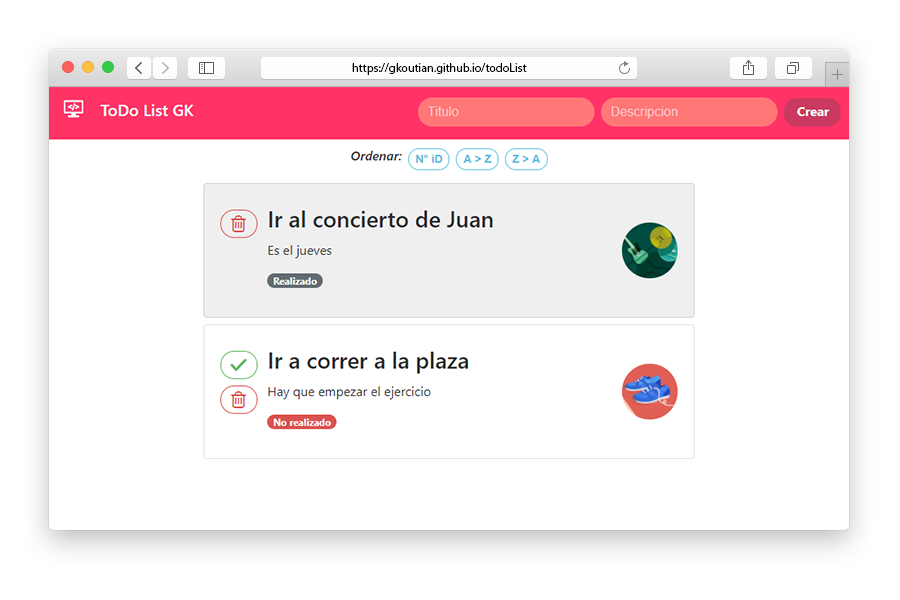 https://gkoutian.github.io/todoList
ToDo List GK
Titulo
Descripcion
Crear
Ordenar: N° iD A > Z Z > A
Ir al concierto de Juan
Es el jueves
Realizado
Ir a correr a la plaza
Hay que empezar el ejercicio
No realizado